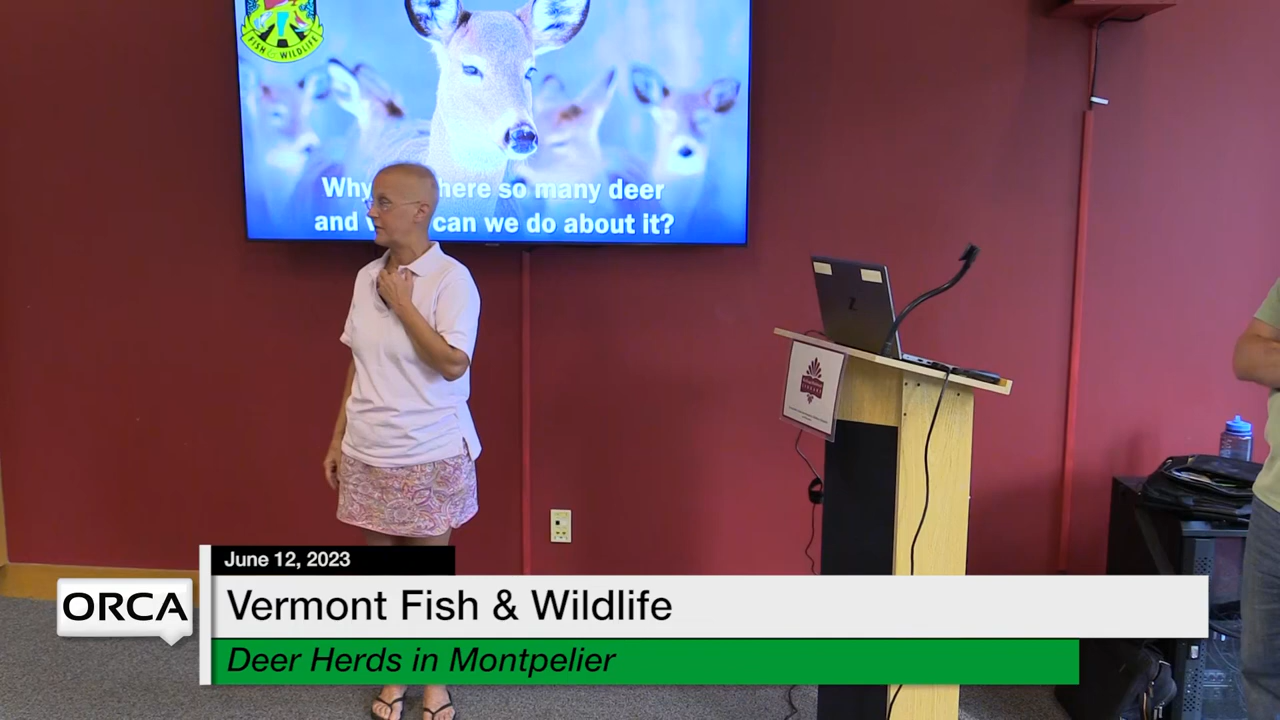 FISH & WILDLIFE
Why here so many deer
and can we do about it?
June 12, 2023
ORCA
Vermont Fish & Wildlife
Deer Herds in Montpelier